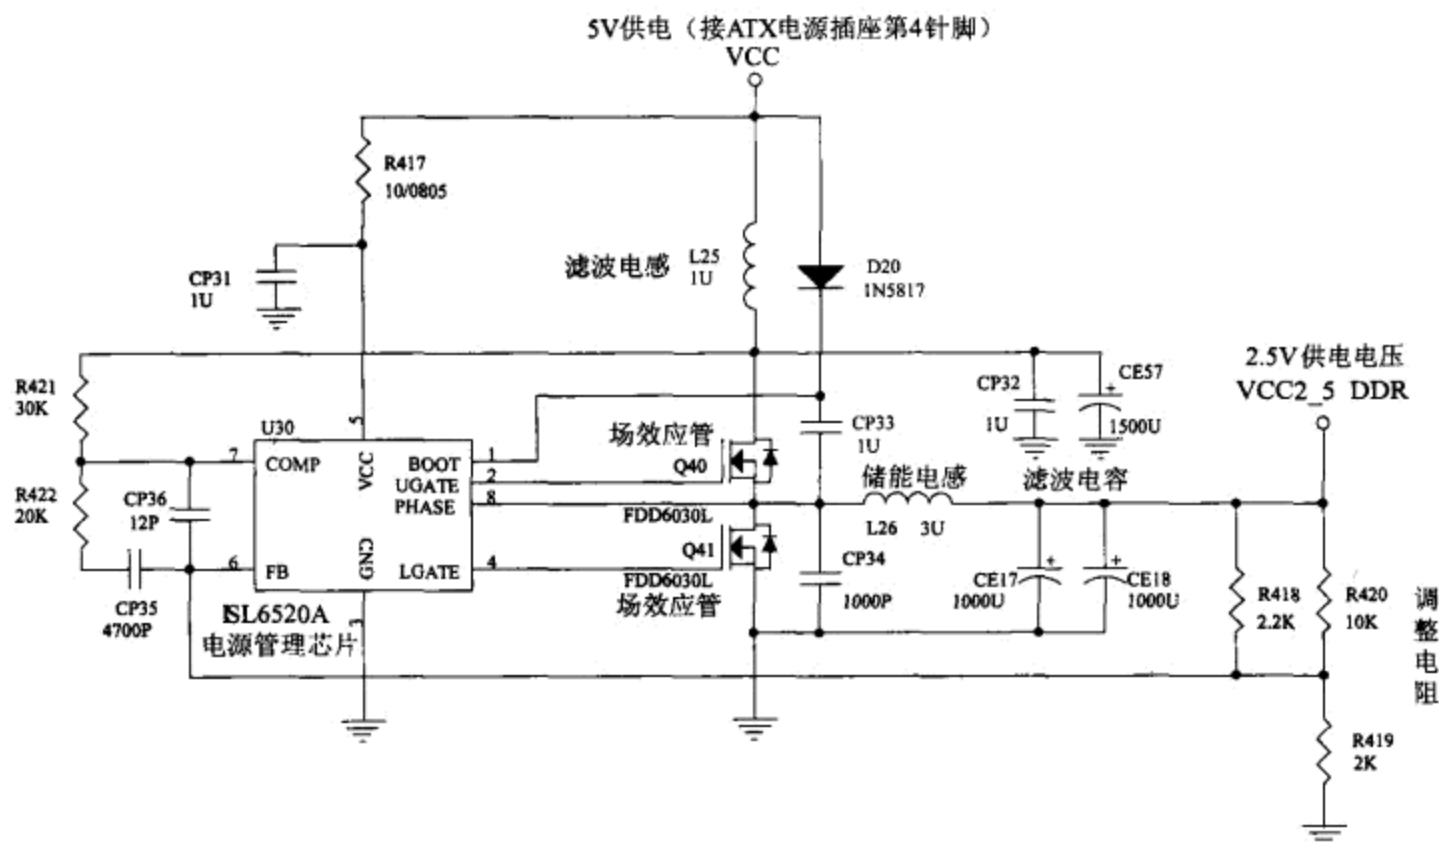 5V供电（接ATX电源插座第4针脚）
VCC
R417
10/0805
CP31
1U
滤波电感
L25
1U
D20
1N5817
R421
30K
R422
20K
CP36
12P
CP35
4700P
U30
7
COMP
5
VCC
BOOT
1
UGATE
2
PHASE
8
6
FB
GND
3
LGATE
4
ISL6520A
电源管理芯片
场效应管
Q40
FDD6030L
Q41
FDD6030L
场效应管
CP33
1U
CP34
1000P
储能电感
L26 3U
CP32
1U
CE57
1500U
滤波电容
CE17
1000U
CE18
1000U
2.5V供电电压
VCC2_5 DDR
R418
2.2K
R420
10K
调整电阻
R419
2K